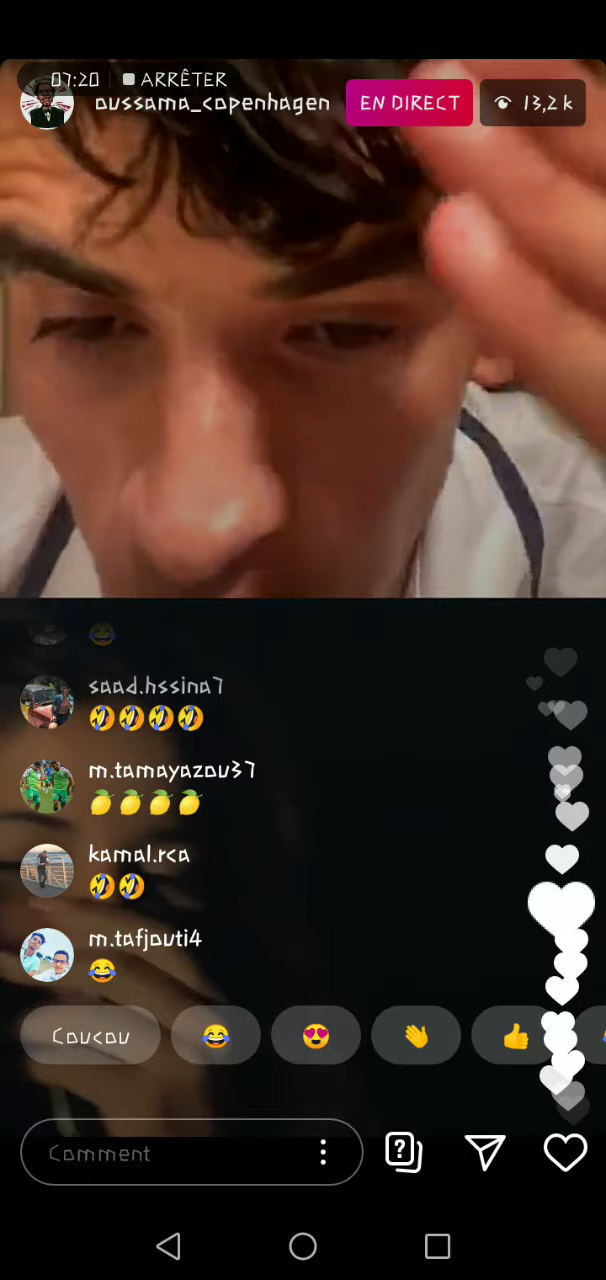 07:20 ARRÊTER
oussama_copenhagen EN DIRECT 13,2 k
saad.hssina7
m.tamayazou37
kamal.rca
m.tafjouti4
Coucou
Comment